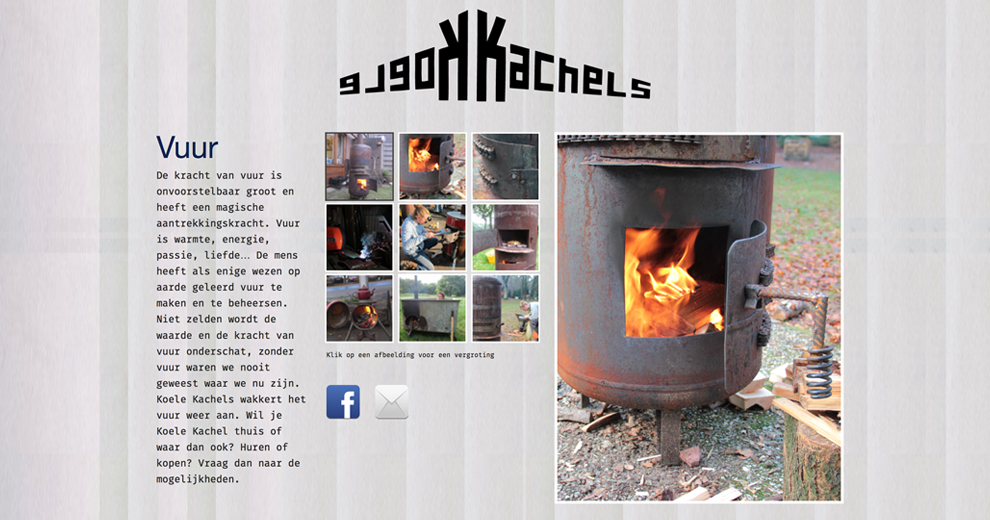 Koele Kachels
Vuur
De kracht van vuur is
onvoorstelbaar groot en
heeft een magische
aantrekkingskracht. Vuur
is warmte, energie,
passie, liefde... De mens
heeft als enige wezen op
aarde geleerd vuur te
maken en te beheersen.
Niet zelden wordt de
waarde en de kracht van
vuur onderschat, zonder
vuur waren we nooit
geweest waar we nu zijn.
Koele Kachels wakkert het
vuur weer aan. Wil je
Koele Kachel thuis of
waar dan ook? Huren of
kopen? Vraag dan naar de
mogelijkheden.
Klik op een afbeelding voor een vergroting
f